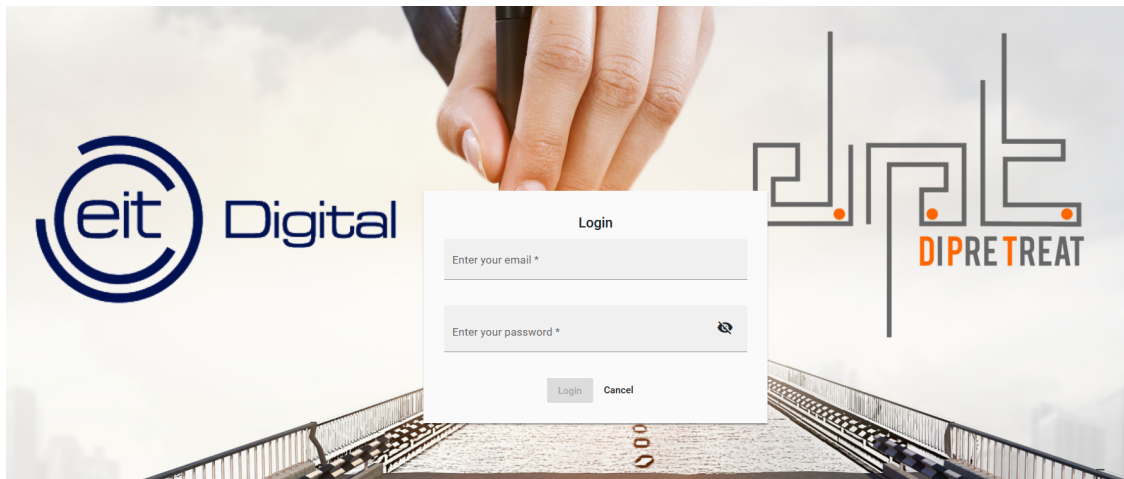 eit Digital
d.p.t.
DIPRETREAT
Login
Enter your email *
Enter your password *
Login
Cancel